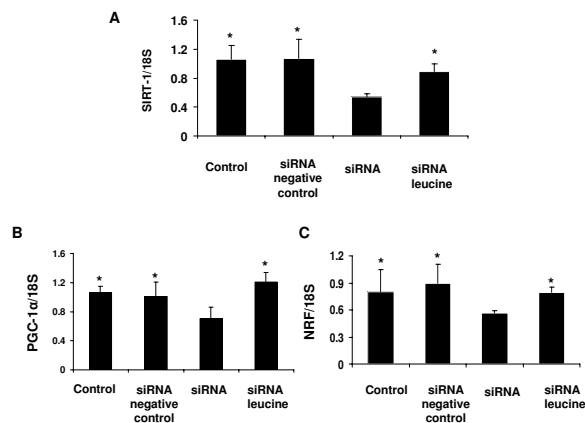 A
SIRT-1/18S
1.6
1.2
0.8
0.4
0
* * *
Control siRNA negative control siRNA siRNA leucine
B
PGC-1α/18S
1.6
1.2
0.8
0.4
0
* * *
Control siRNA negative control siRNA siRNA leucine
C
NRF/18S
1.2
0.9
0.6
0.3
0
* * *
Control siRNA negative control siRNA siRNA leucine